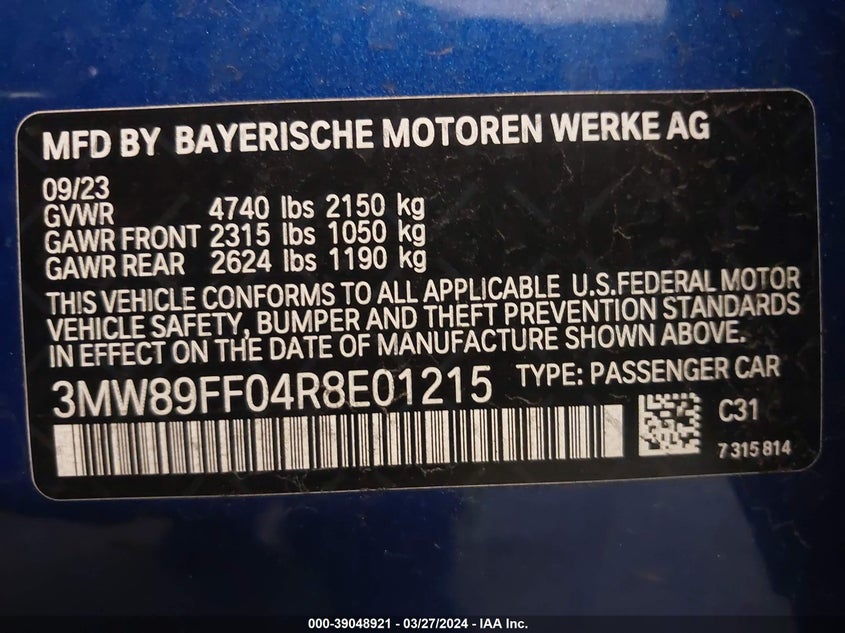 MFD BY BAYERISCHE MOTOREN WERKE AG
09/23
GVWR 4740 lbs 2150 kg
GAWR FRONT 2315 lbs 1050 kg
GAWR REAR 2624 lbs 1190 kg
THIS VEHICLE CONFORMS TO ALL APPLICABLE U.S.FEDERAL MOTOR
VEHICLE SAFETY, BUMPER AND THEFT PREVENTION STANDARDS
IN EFFECT ON THE DATE OF MANUFACTURE SHOWN ABOVE.
3MW89FF04R8E01215 TYPE: PASSENGER CAR
C31
7 315 814
000-39048921 - 03/27/2024 - IAA Inc.